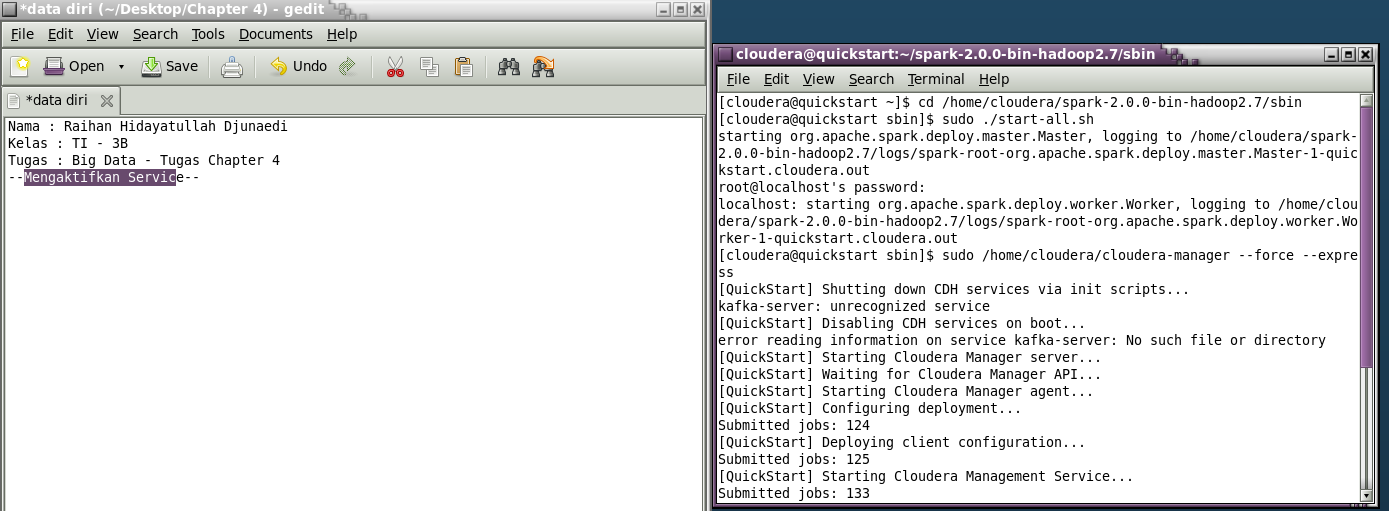 *data diri (~/Desktop/Chapter 4) - gedit
File Edit View Search Tools Documents Help
Open Save Undo
*data diri
Nama : Raihan Hidayatullah Djunaedi
Kelas : TI - 3B
Tugas : Big Data - Tugas Chapter 4
--Mengaktifkan Service--
cloudera@quickstart:~/spark-2.0.0-bin-hadoop2.7/sbin
File Edit View Search Terminal Help
[cloudera@quickstart ~]$ cd /home/cloudera/spark-2.0.0-bin-hadoop2.7/sbin
[cloudera@quickstart sbin]$ sudo ./start-all.sh
starting org.apache.spark.deploy.master.Master, logging to /home/cloudera/spark-
2.0.0-bin-hadoop2.7/logs/spark-root-org.apache.spark.deploy.master.Master-1-quic
kstart.cloudera.out
root@localhost's password:
localhost: starting org.apache.spark.deploy.worker.Worker, logging to /home/clou
dera/spark-2.0.0-bin-hadoop2.7/logs/spark-root-org.apache.spark.deploy.worker.Wo
rker-1-quickstart.cloudera.out
[cloudera@quickstart sbin]$ sudo /home/cloudera/cloudera-manager --force --expre
ss
[QuickStart] Shutting down CDH services via init scripts...
kafka-server: unrecognized service
[QuickStart] Disabling CDH services on boot...
error reading information on service kafka-server: No such file or directory
[QuickStart] Starting Cloudera Manager server...
[QuickStart] Waiting for Cloudera Manager API...
[QuickStart] Starting Cloudera Manager agent...
[QuickStart] Configuring deployment...
Submitted jobs: 124
[QuickStart] Deploying client configuration...
Submitted jobs: 125
[QuickStart] Starting Cloudera Management Service...
Submitted jobs: 133